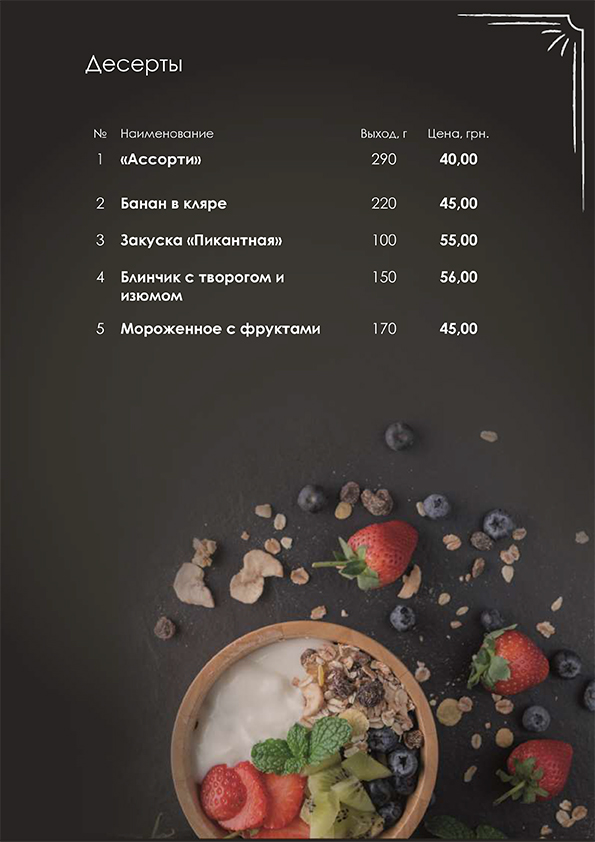 Десерты
№ Наименование Выход, г Цена, грн.
1 «Ассорти» 290 40,00
2 Банан в кляре 220 45,00
3 Закуска «Пикантная» 100 55,00
4 Блинчик с творогом и 150 56,00
изюмом
5 Мороженное с фруктами 170 45,00